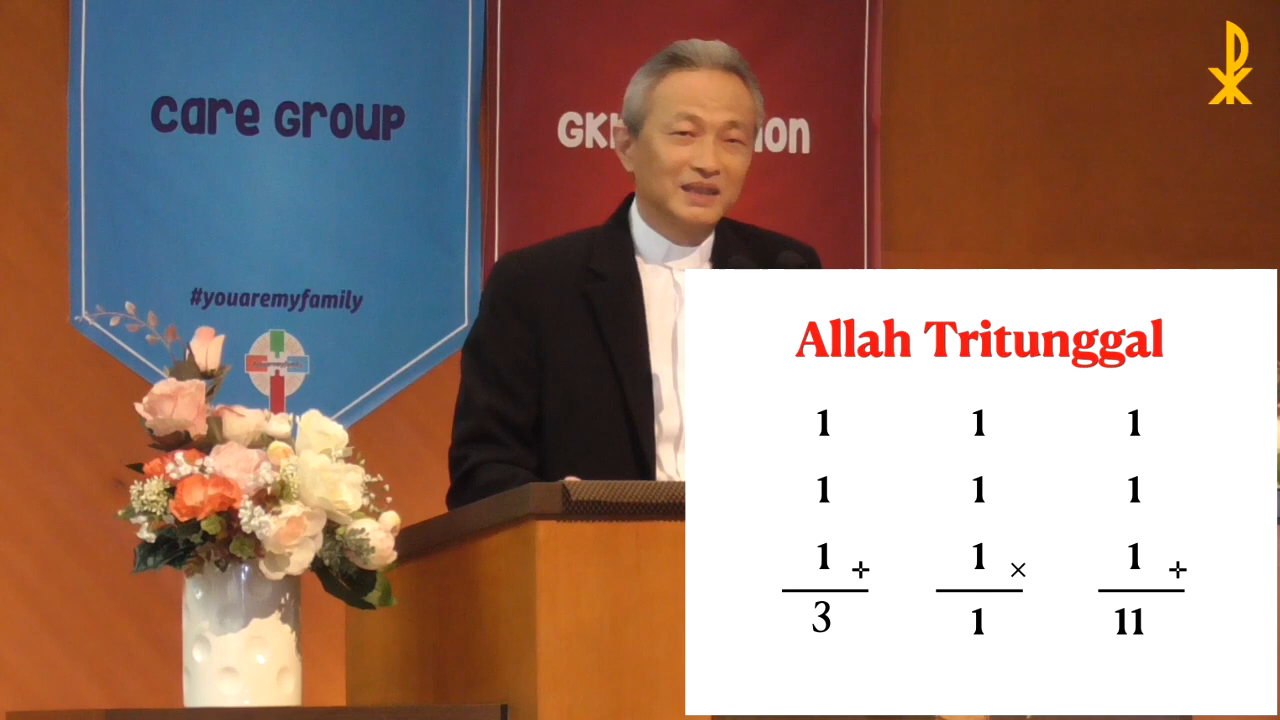 Care Group
#youaremyfamily
Allah Tritunggal
1 1 1
1 1 1
1 + 1 × 1 +
3 1 11